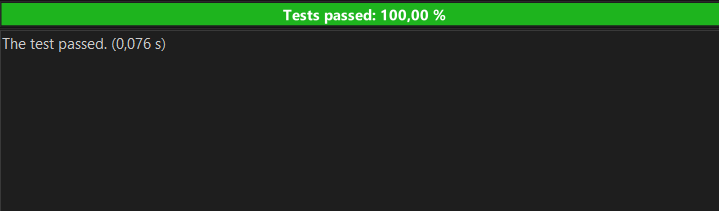 Tests passed: 100,00 %
The test passed. (0,076 s)